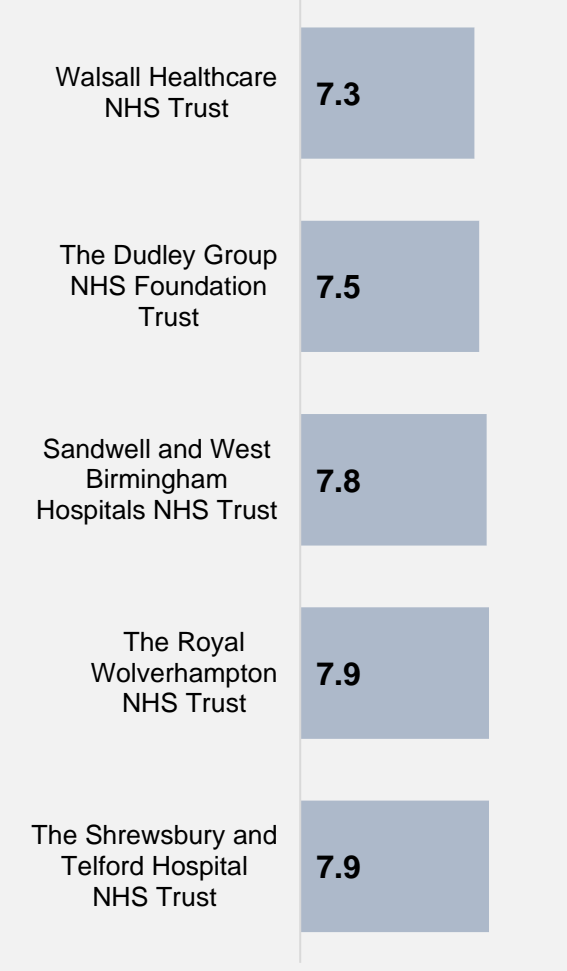 Walsall Healthcare
NHS Trust
7.3
The Dudley Group
NHS Foundation
Trust
7.5
Sandwell and West
Birmingham
Hospitals NHS Trust
7.8
The Royal
Wolverhampton
NHS Trust
7.9
The Shrewsbury and
Telford Hospital
NHS Trust
7.9